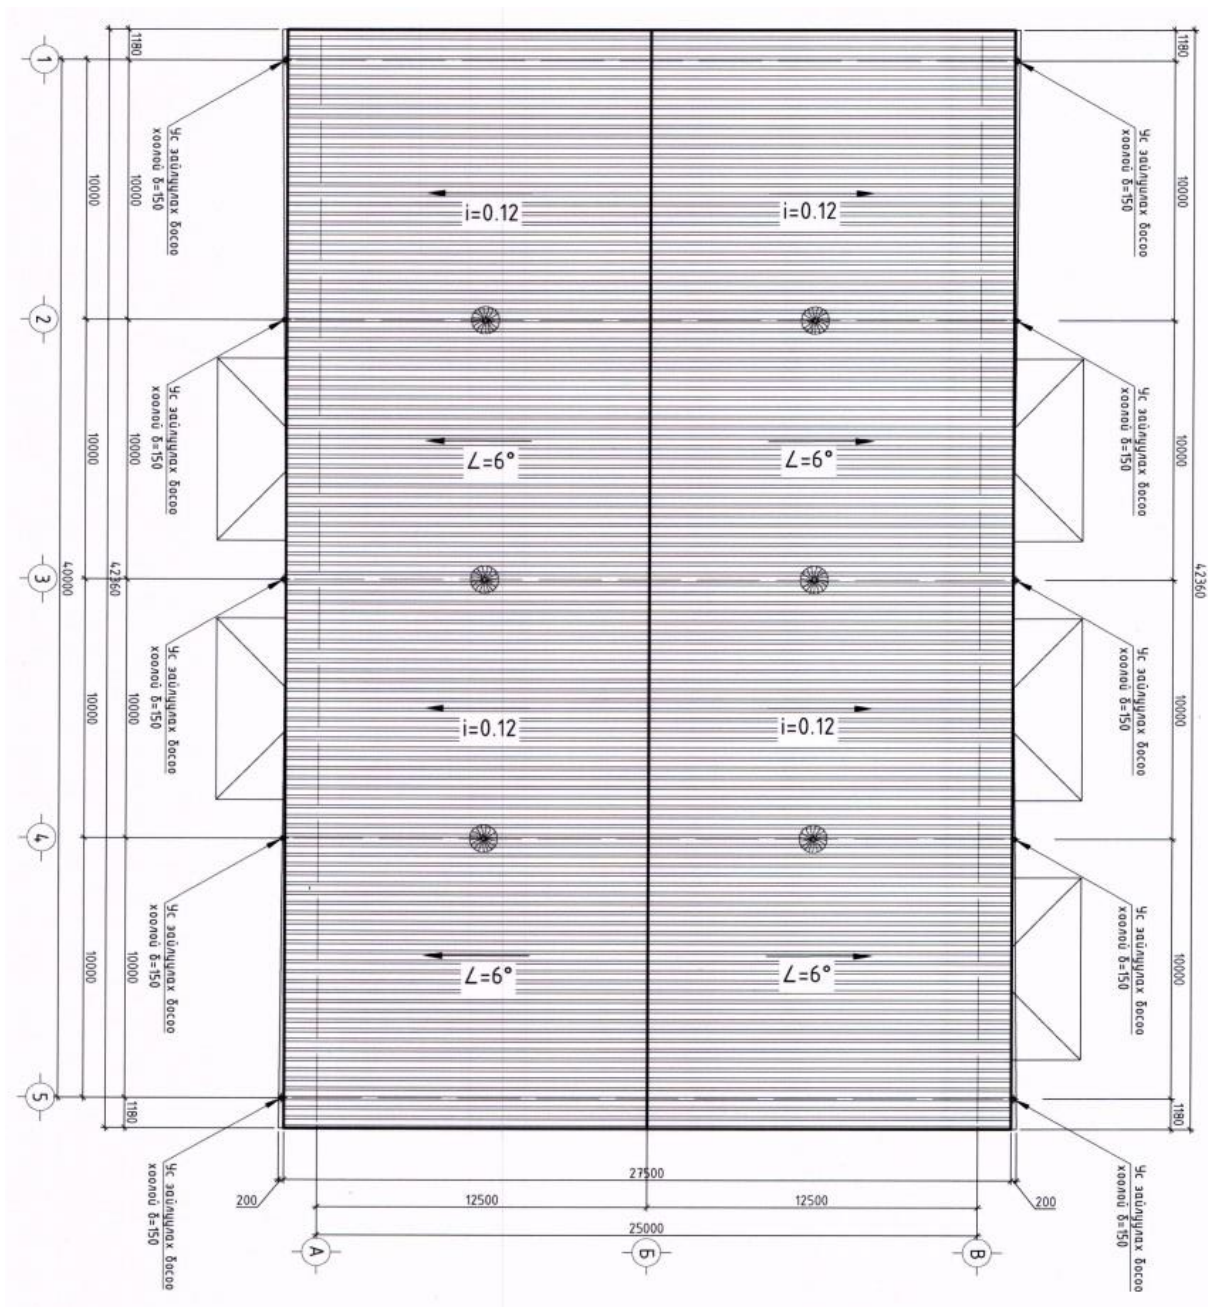 1180
1180
1
Ус зайлуулах босоо
хоолой δ=150
Ус зайлуулах босоо
хоолой δ=150
10000
10000
10000
i=0.12
i=0.12
2
Ус зайлуулах босоо
хоолой δ=150
Ус зайлуулах босоо
хоолой δ=150
10000
10000
10000
∠=6°
∠=6°
3
40000
42360
42360
Ус зайлуулах босоо
хоолой δ=150
Ус зайлуулах босоо
хоолой δ=150
10000
10000
10000
i=0.12
i=0.12
4
Ус зайлуулах босоо
хоолой δ=150
Ус зайлуулах босоо
хоолой δ=150
10000
10000
10000
∠=6°
∠=6°
5
1180
1180
Ус зайлуулах босоо
хоолой δ=150
Ус зайлуулах босоо
хоолой δ=150
27500
200
12500
12500
200
25000
А
Б
В